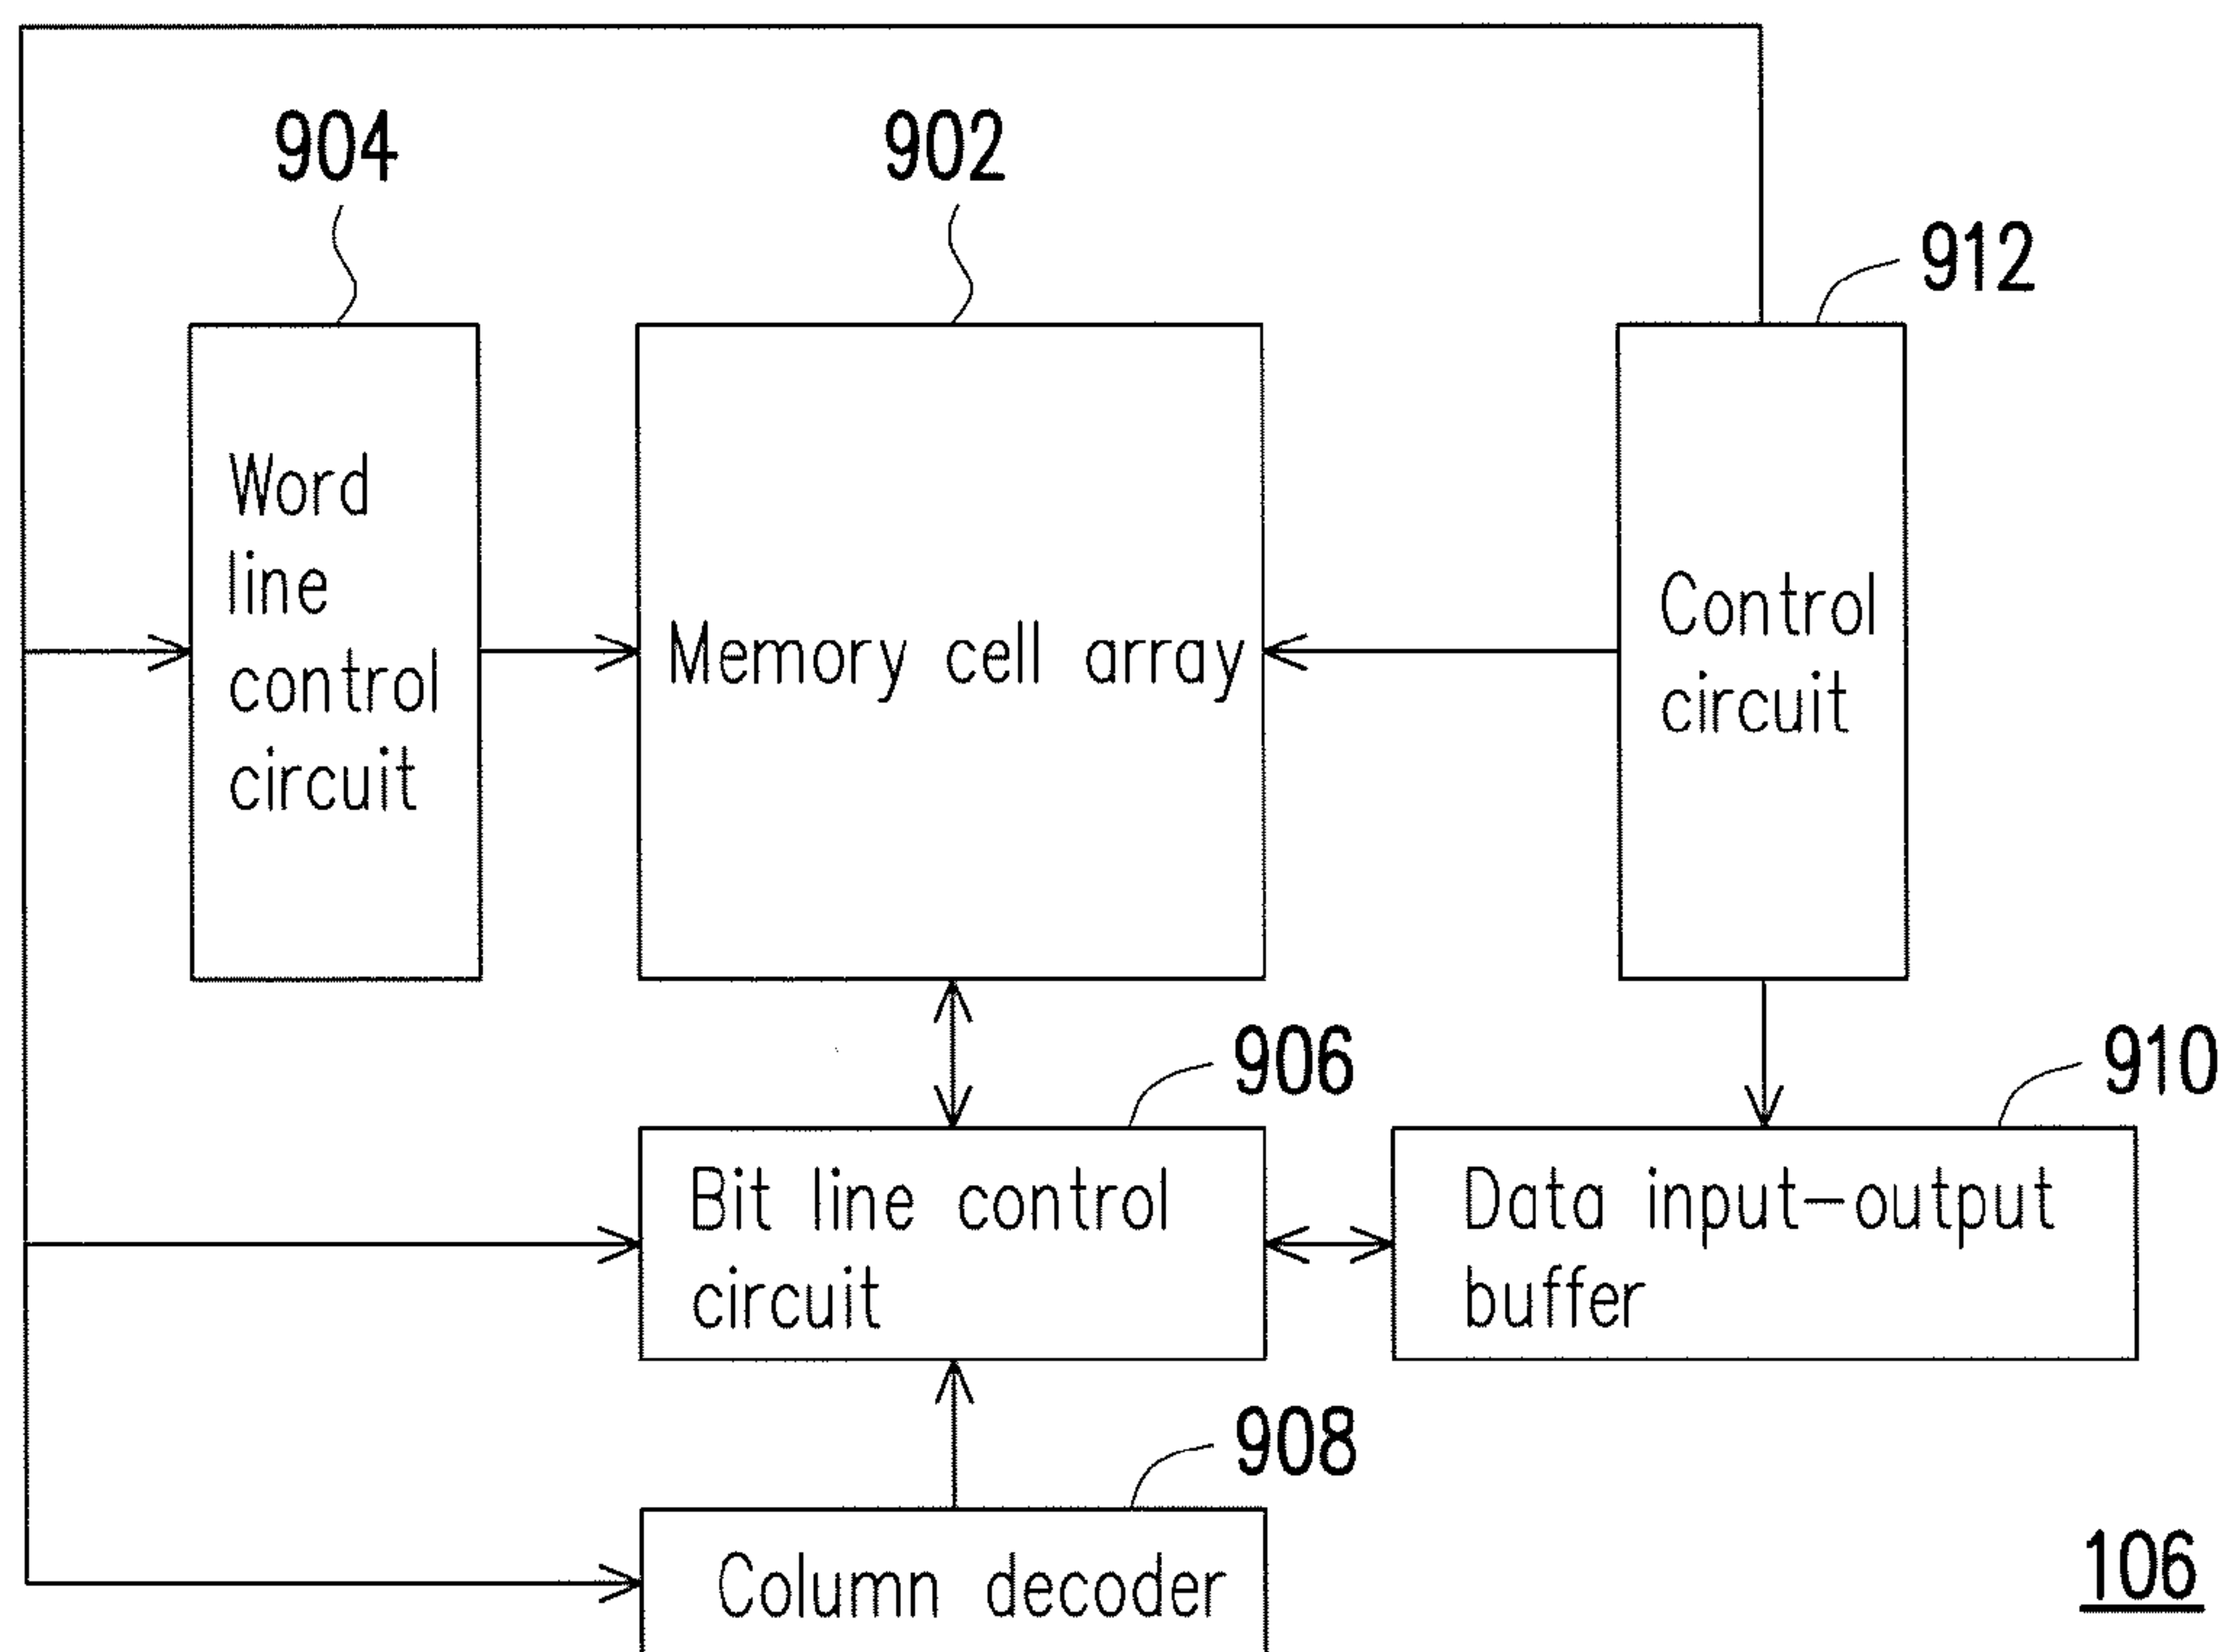 904
902
912
Word
line
control
circuit
Memory cell array
Control
circuit
906
910
Bit line control
circuit
Data input-output
buffer
908
Column decoder
106